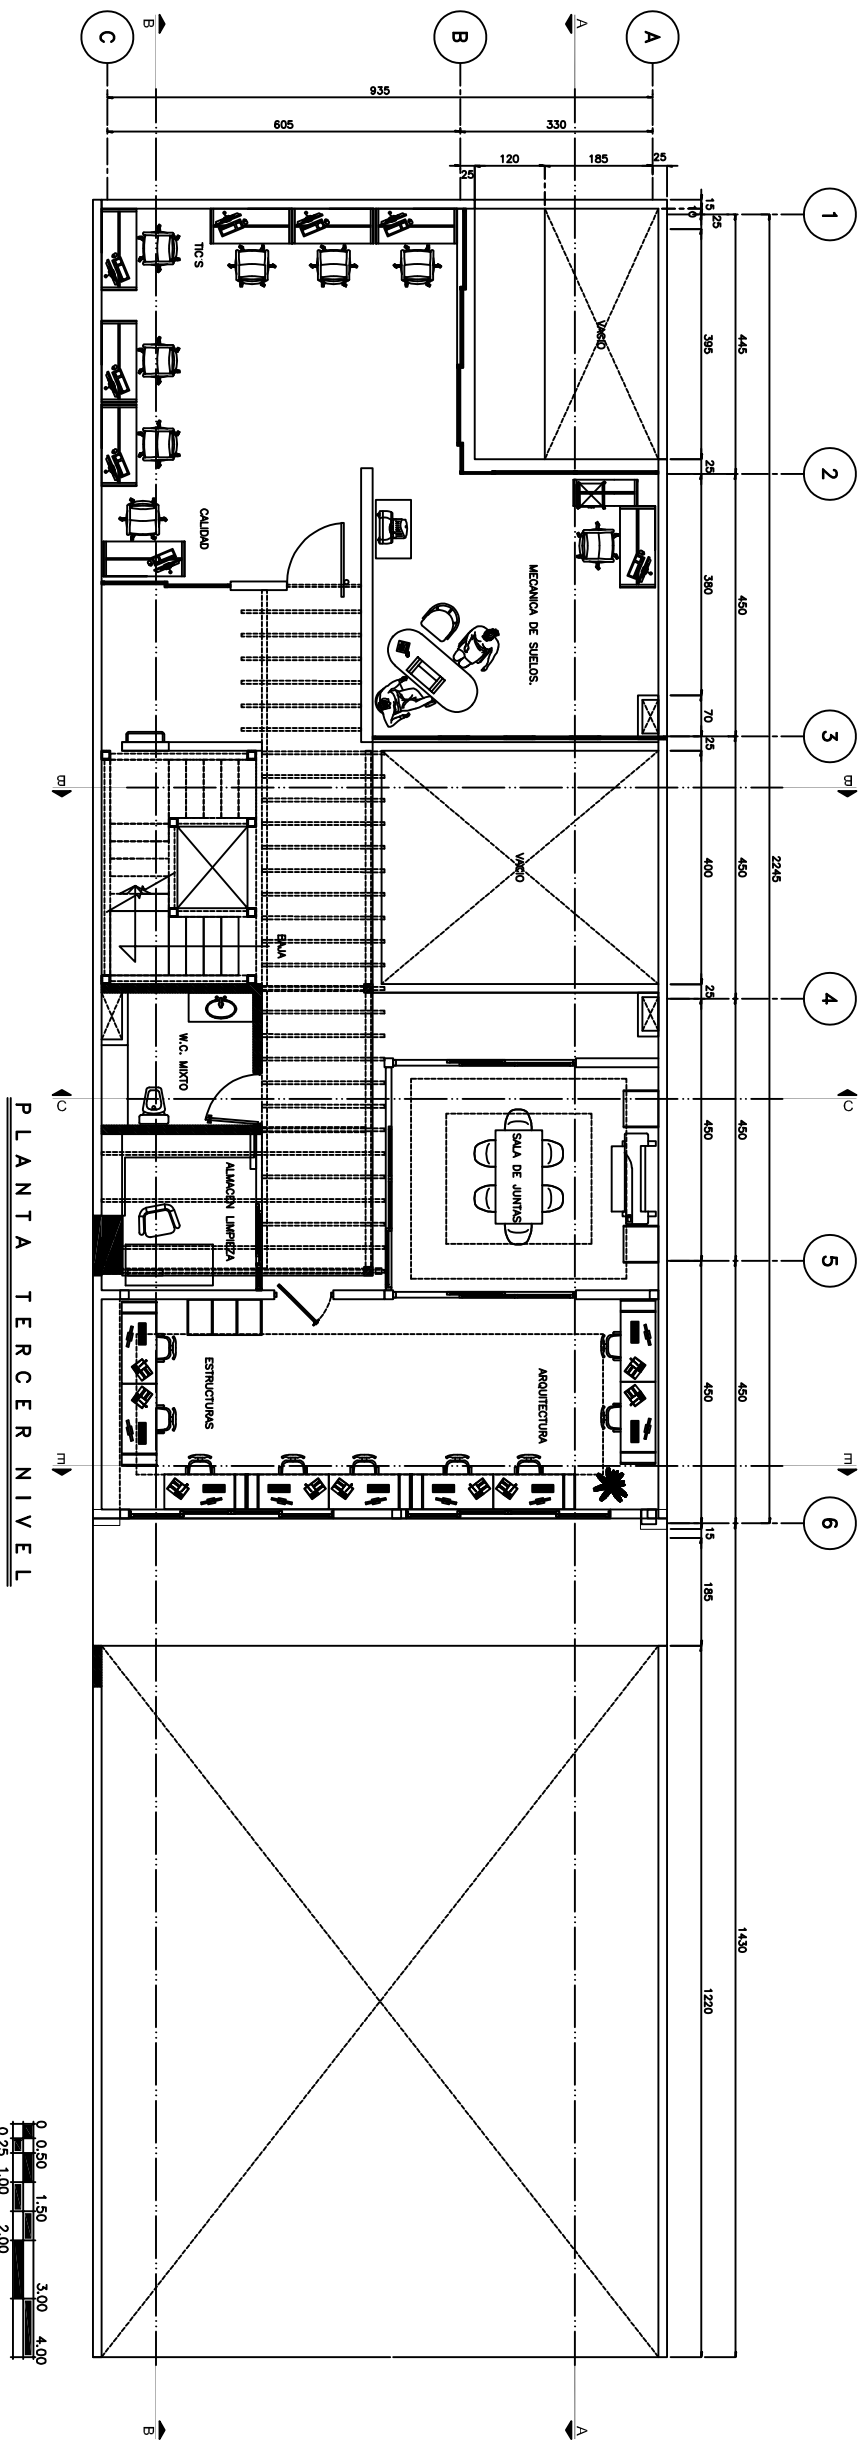 PLANTA TERCER NIVEL
1
2
3
4
5
6
A
B
C
A
A
B
B
B
B
C
C
E
E
2245
445
450
450
450
450
1430
15
10
25
395
25
380
70
25
400
25
450
450
15
185
1220
935
605
330
25
120
185
25
VACIO
TIC'S
CALIDAD
MECANICA DE SUELOS.
VACIO
BAJA
W.C. MIXTO
ALMACEN LIMPIEZA
SALA DE JUNTAS
ESTRUCTURAS
ARQUITECTURA
0 0.50 1.50 3.00 4.00
0.25 1.00 2.00